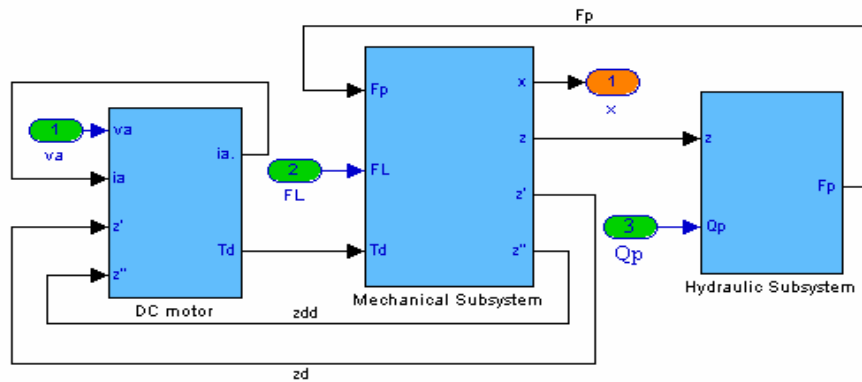 Fp
Fp
FL
Td
x
z
z'
z"
Mechanical Subsystem
1
x
1
va
2
FL
va
ia
z'
z"
ia.
Td
DC motor
z
Qp
Fp
Hydraulic Subsystem
3
Qp
zdd
zd